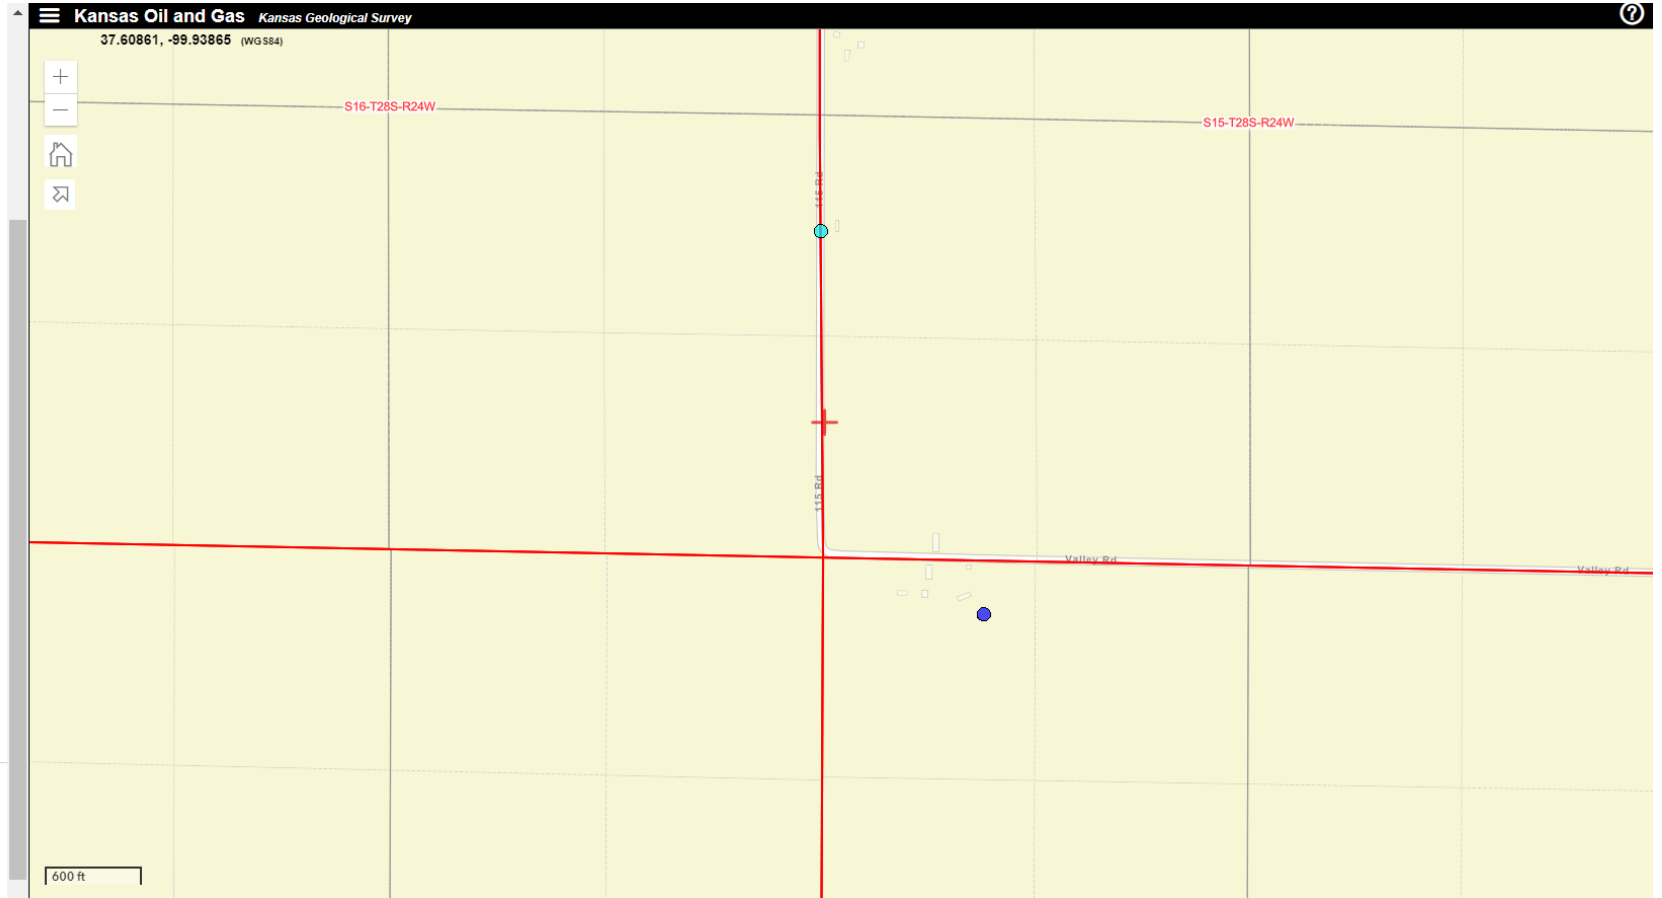 Kansas Oil and Gas Kansas Geological Survey
37.60861, -99.93865 (WGS84)
S16-T28S-R24W
S15-T28S-R24W
115 Rd
115 Rd
Valley Rd
Valley Rd
600 ft